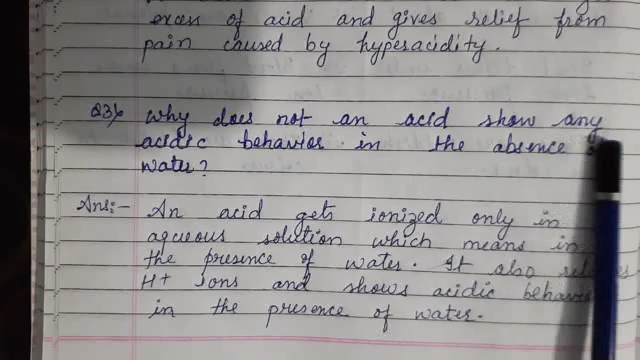 excess of acid and gives relief from
pain caused by hyperacidity.
Q3) Why does not an acid show any
acidic behavior in the absence
water?
Ans:- An acid gets ionized only in
aqueous solution which means in
the presence of water. It also
H+ ions and shows acidic
in the presence of water.